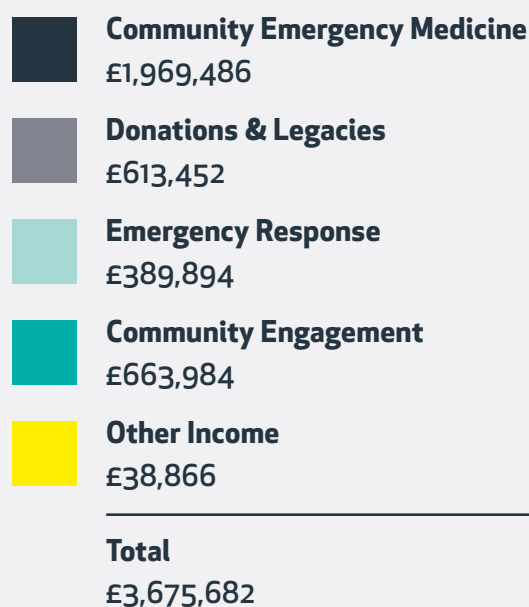 Community Emergency Medicine
£1,969,486
Donations & Legacies
£613,452
Emergency Response
£389,894
Community Engagement
£663,984
Other Income
£38,866
Total
£3,675,682